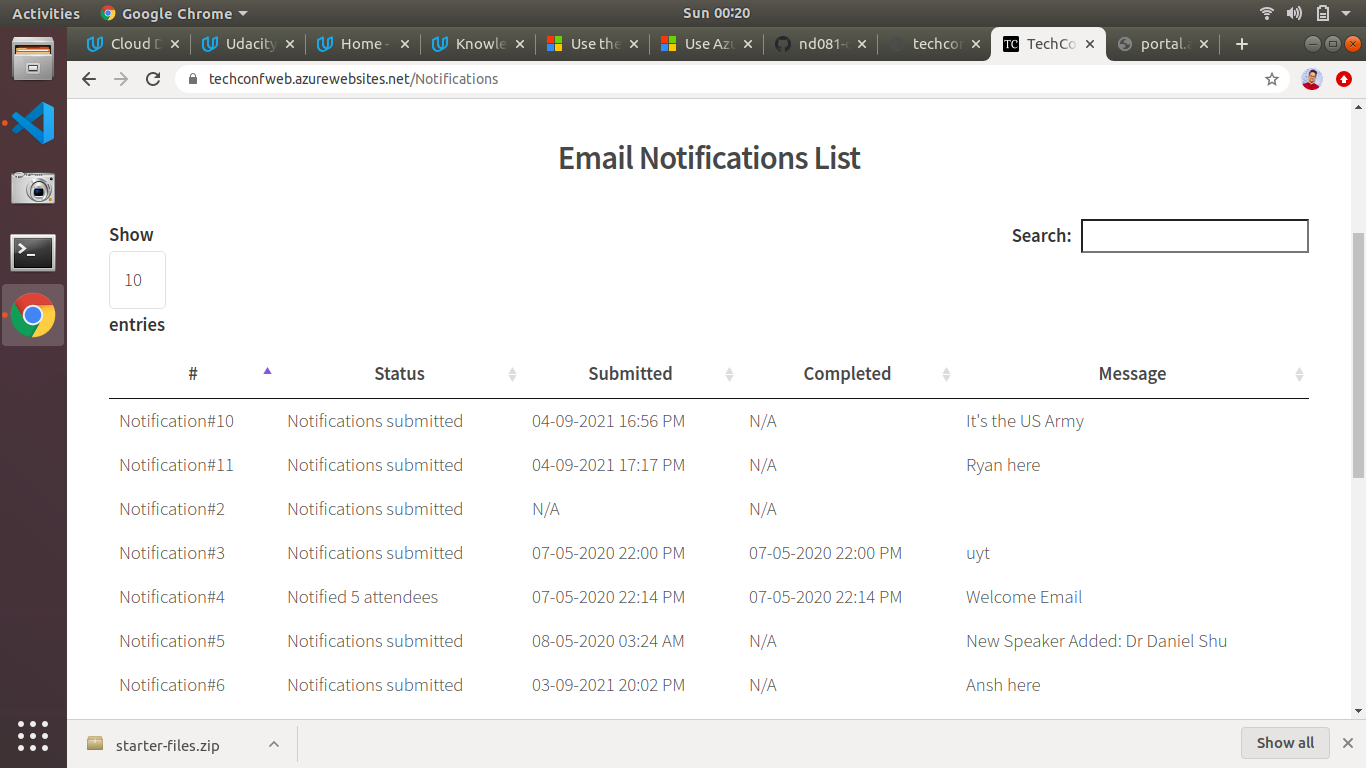 Activities Google Chrome Sun 00:20
Cloud D Udacity Home - Knowle Use the Use Azu nd081- techcon TechCo portal.a
techconfweb.azurewebsites.net/Notifications
TC
Email Notifications List
Show
10
entries
Search:
# Status Submitted Completed Message
Notification#10 Notifications submitted 04-09-2021 16:56 PM N/A It's the US Army
Notification#11 Notifications submitted 04-09-2021 17:17 PM N/A Ryan here
Notification#2 Notifications submitted N/A N/A
Notification#3 Notifications submitted 07-05-2020 22:00 PM 07-05-2020 22:00 PM uyt
Notification#4 Notified 5 attendees 07-05-2020 22:14 PM 07-05-2020 22:14 PM Welcome Email
Notification#5 Notifications submitted 08-05-2020 03:24 AM N/A New Speaker Added: Dr Daniel Shu
Notification#6 Notifications submitted 03-09-2021 20:02 PM N/A Ansh here
starter-files.zip Show all